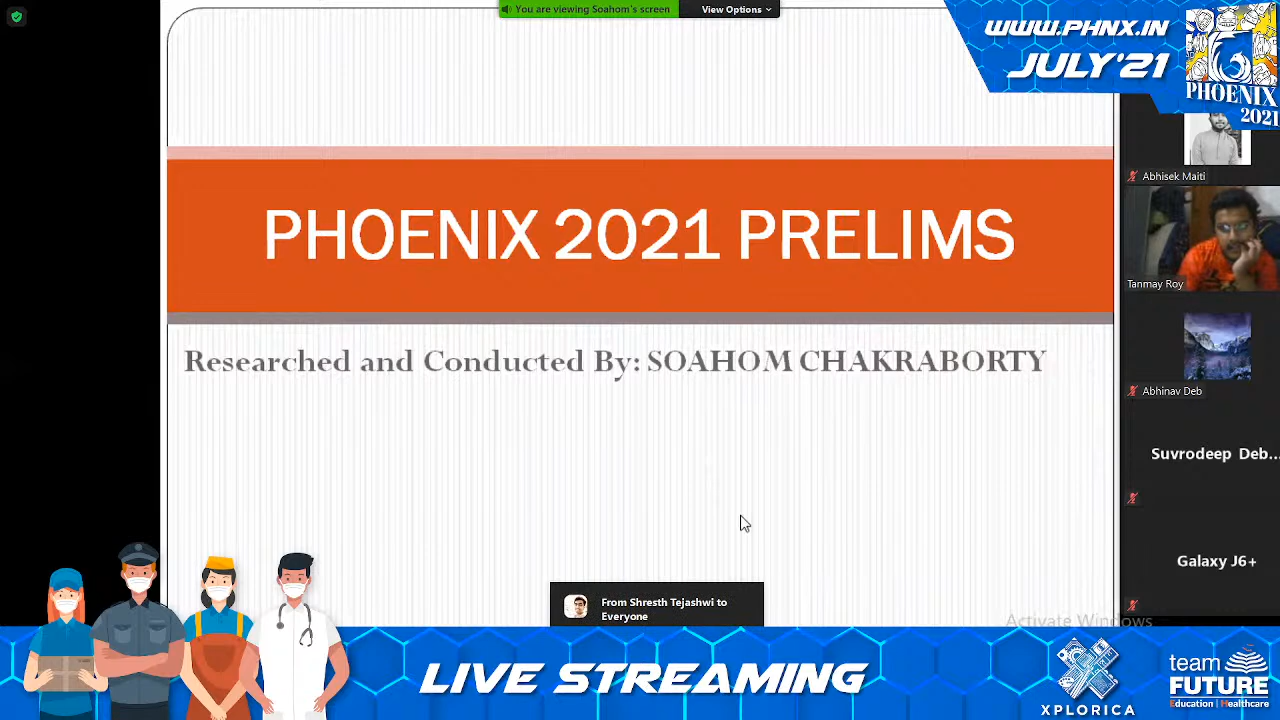 You are viewing Soahom's screen
View Options
WWW.PHNX.IN
JULY'21
PHOENIX
2021
Abhisek Maiti
PHOENIX 2021 PRELIMS
Tanmay Roy
Researched and Conducted By: SOAHOM CHAKRABORTY
Abhinav Deb
Suvrodeep Deb...
Galaxy J6+
From Shresth Tejashwi to
Everyone
Activate Windows
LIVE STREAMING
XPLORICA
team
FUTURE
Education | Healthcare